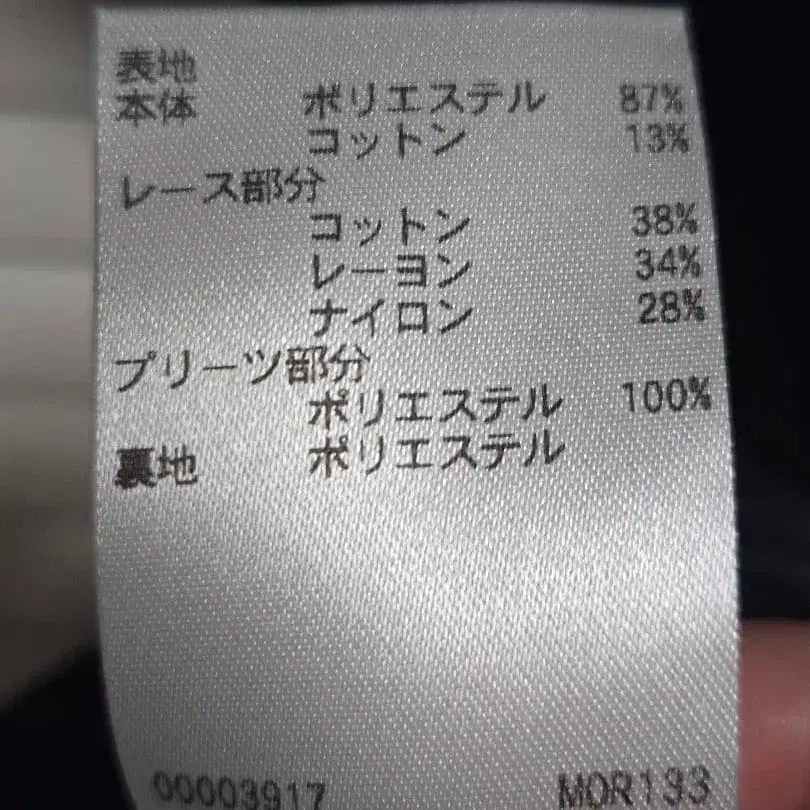 表地
本体 ポリエステル 87%
コットン 13%
レース部分
コットン 38%
レーヨン 34%
ナイロン 28%
プリーツ部分
ポリエステル 100%
裏地 ポリエステル
00003917 MOR133